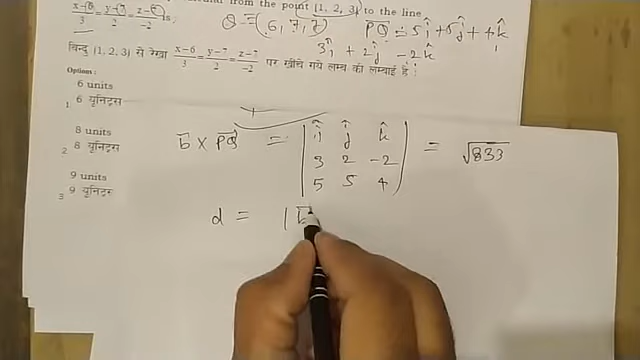 from the point (1, 2, 3) to the line
x-6/3 = y-7/2 = z-7/-2 is;
Q = (6, 7, 7)
PQ = 5î + 5ĵ + 4k̂
3î + 2ĵ - 2k̂
बिन्दु (1, 2, 3) से रेखा x-6/3 = y-7/2 = z-7/-2 पर खींचे गये लम्ब की लम्बाई है :
Options :
6 units
1. 6 यूनिट्स
8 units
2. 8 यूनिट्स
9 units
3. 9 यूनिट्स
b × PQ = | î ĵ k̂ | = √833
3 2 -2
5 5 4
d = | b